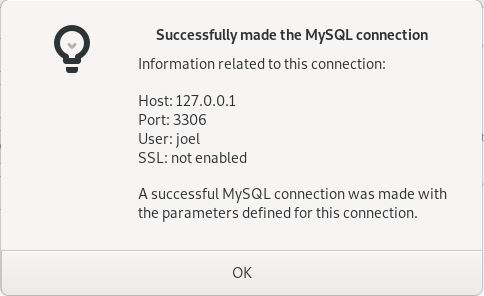 Successfully made the MySQL connection
Information related to this connection:
Host: 127.0.0.1
Port: 3306
User: joel
SSL: not enabled
A successful MySQL connection was made with
the parameters defined for this connection.
OK